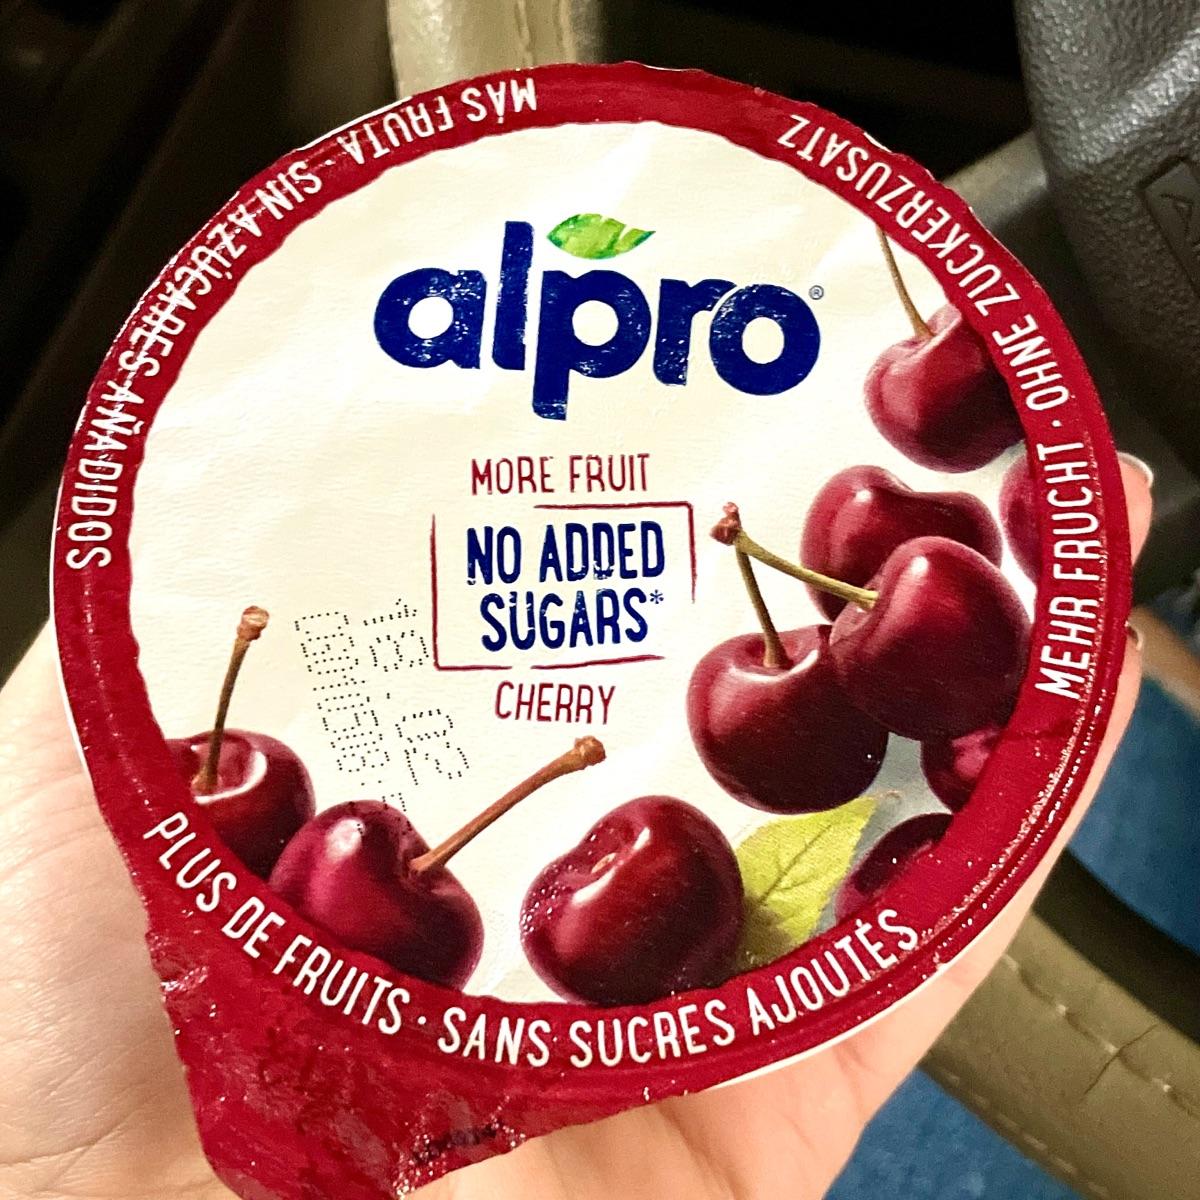 alpro®
MORE FRUIT
NO ADDED
SUGARS*
CHERRY
MÁS FRUTA · SIN AZÚCARES AÑADIDOS
MEHR FRUCHT · OHNE ZUCKERZUSATZ
PLUS DE FRUITS · SANS SUCRES AJOUTÉS